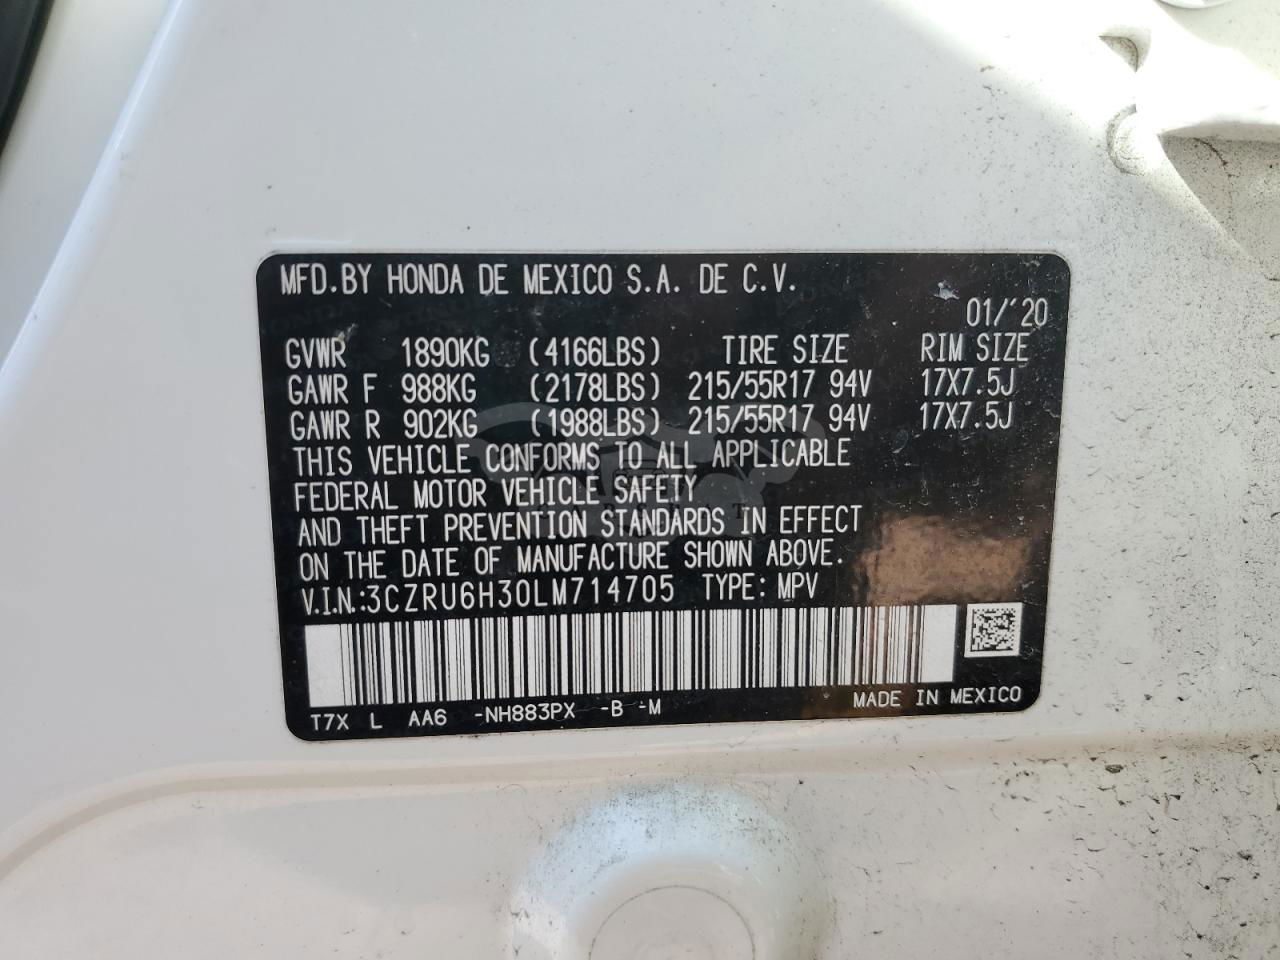 MFD.BY HONDA DE MEXICO S.A. DE C.V.
01/'20
GVWR 1890KG (4166LBS) TIRE SIZE RIM SIZE
GAWR F 988KG (2178LBS) 215/55R17 94V 17X7.5J
GAWR R 902KG (1988LBS) 215/55R17 94V 17X7.5J
THIS VEHICLE CONFORMS TO ALL APPLICABLE
FEDERAL MOTOR VEHICLE SAFETY
AND THEFT PREVENTION STANDARDS IN EFFECT
ON THE DATE OF MANUFACTURE SHOWN ABOVE.
V.I.N.:3CZRU6H30LM714705 TYPE: MPV
T7X L AA6 -NH883PX -B -M MADE IN MEXICO